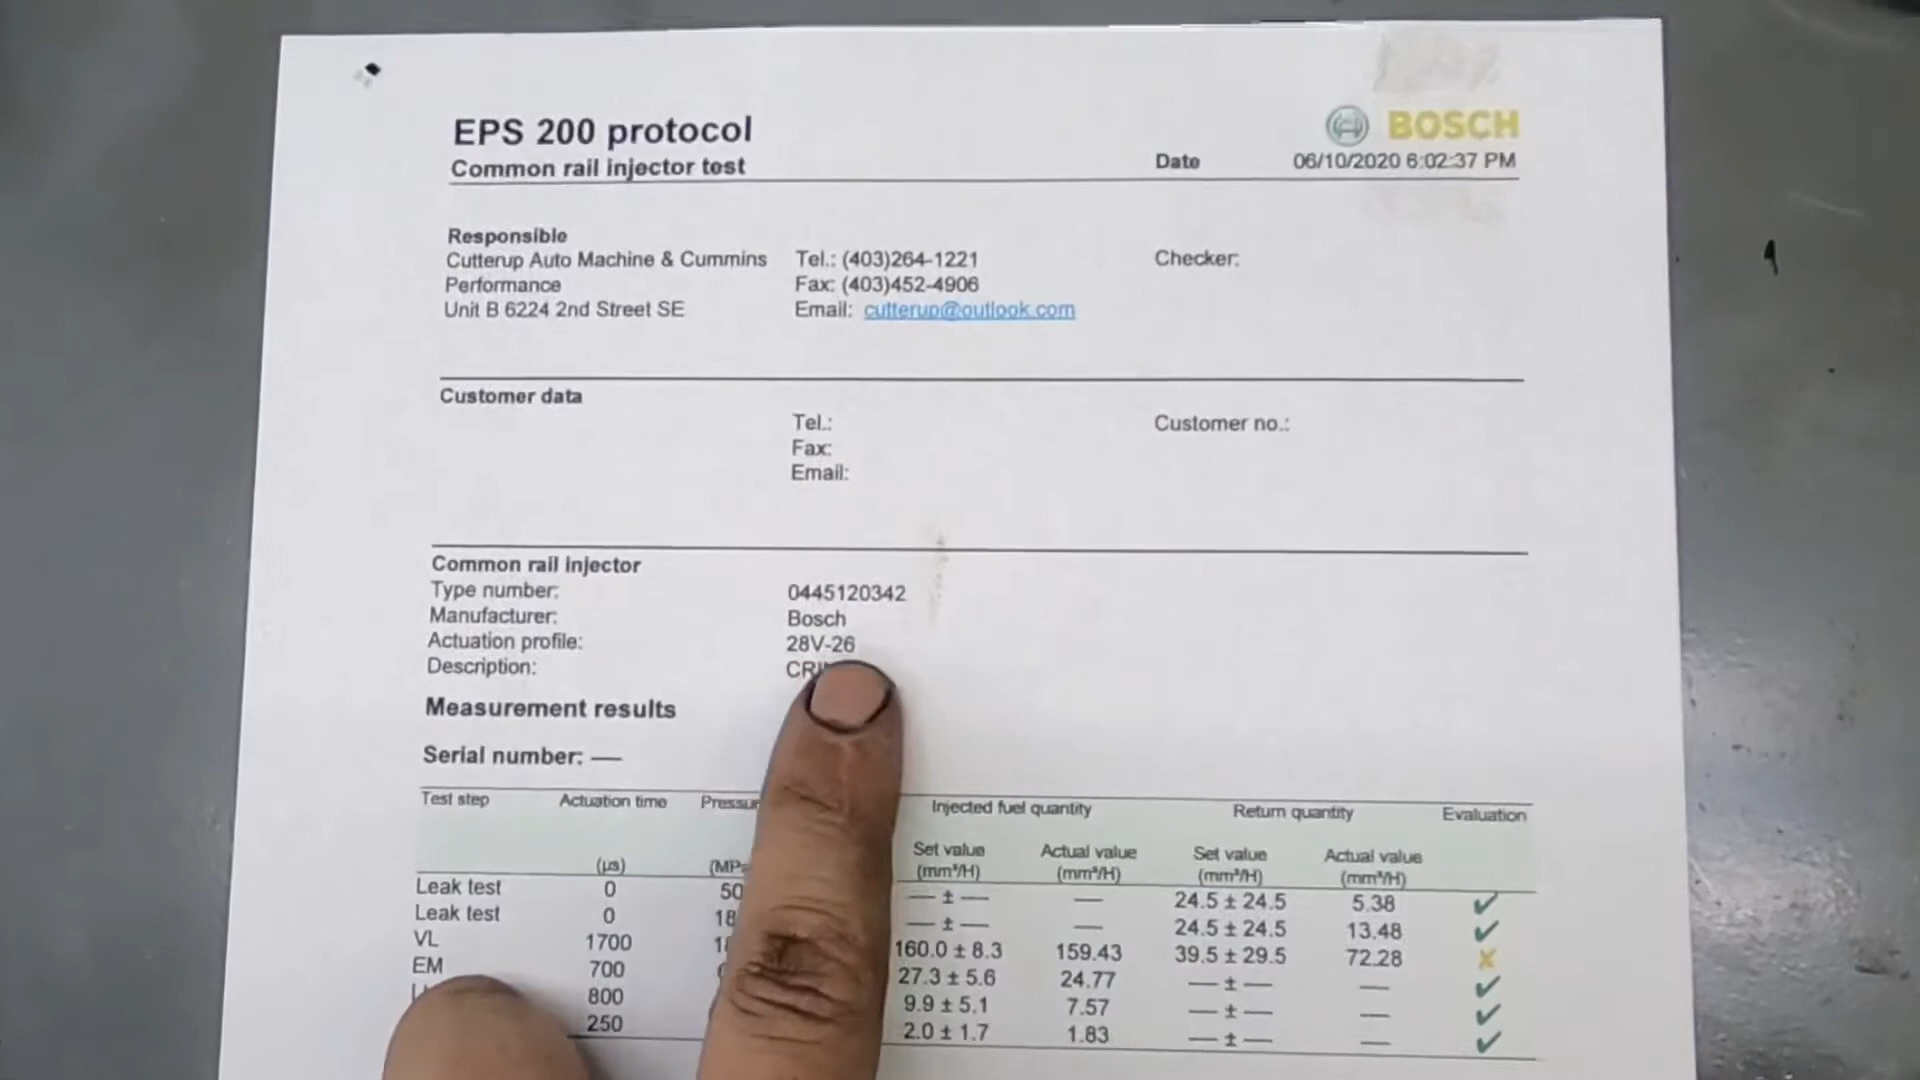 BOSCH
EPS 200 protocol
Common rail injector test
Date 06/10/2020 6:02:37 PM
Responsible
Cutterup Auto Machine & Cummins Tel.: (403)264-1221 Checker:
Performance Fax: (403)452-4906
Unit B 6224 2nd Street SE Email: cutterup@outlook.com
Customer data
Tel.: Customer no.:
Fax:
Email:
Common rail injector
Type number: 0445120342
Manufacturer: Bosch
Actuation profile: 28V-26
Description:
Measurement results
Serial number: —
Test step Actuation time Injected fuel quantity Return quantity Evaluation
Set value Actual value Set value Actual value
(µs) (mm³/H) (mm³/H) (mm³/H) (mm³/H)
Leak test 0 50 — ± — — 24.5 ± 24.5 5.38 ✓
Leak test 0 — ± — — 24.5 ± 24.5 13.48 ✓
VL 1700 160.0 ± 8.3 159.43 39.5 ± 29.5 72.28 x
EM 700 27.3 ± 5.6 24.77 — ± — — ✓
800 9.9 ± 5.1 7.57 — ± — — ✓
250 2.0 ± 1.7 1.83 — ± — — ✓